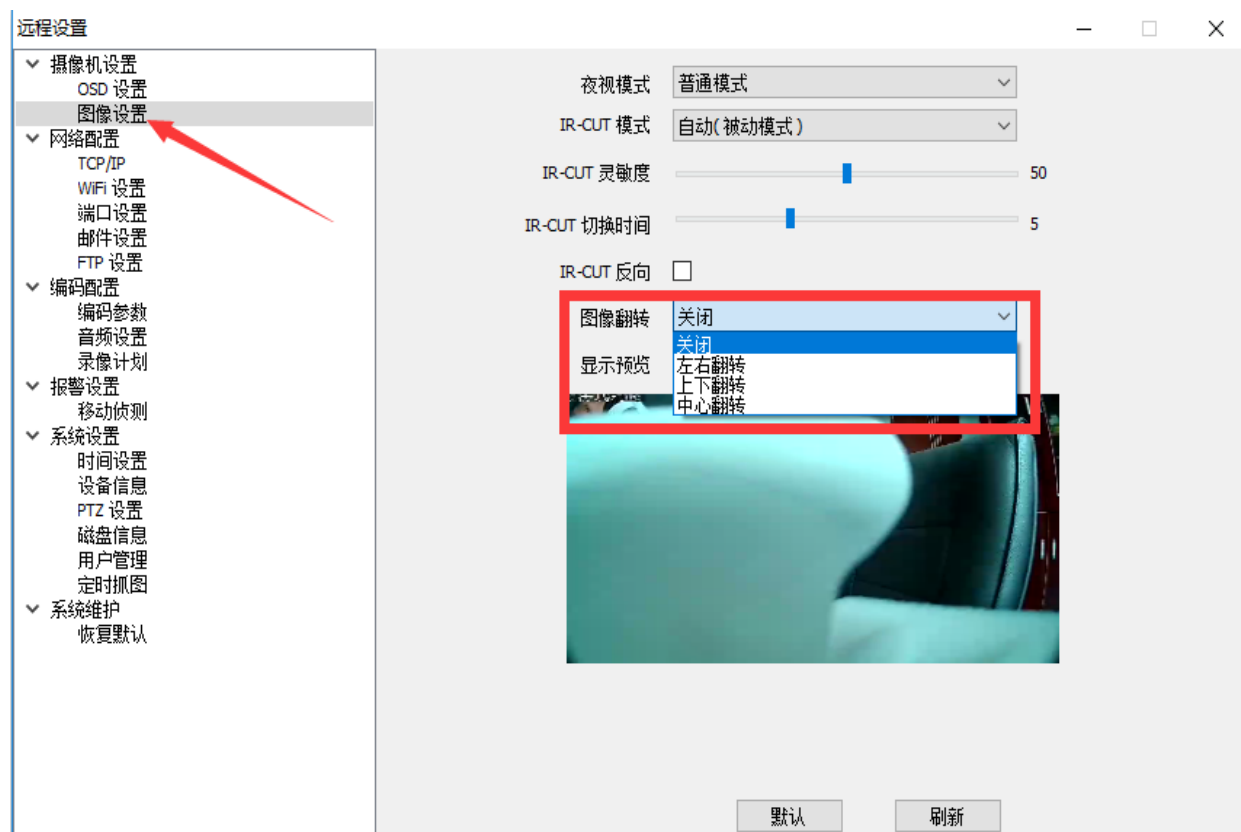 远程设置
摄像机设置
OSD 设置
图像设置
网络配置
TCP/IP
WiFi 设置
端口设置
邮件设置
FTP 设置
编码配置
编码参数
音频设置
录像计划
报警设置
移动侦测
系统设置
时间设置
设备信息
PTZ 设置
磁盘信息
用户管理
定时抓图
系统维护
恢复默认
夜视模式 普通模式
IR-CUT 模式 自动(被动模式)
IR-CUT 灵敏度 50
IR-CUT 切换时间 5
IR-CUT 反向
图像翻转 关闭
关闭
显示预览 左右翻转
上下翻转
中心翻转
默认 刷新